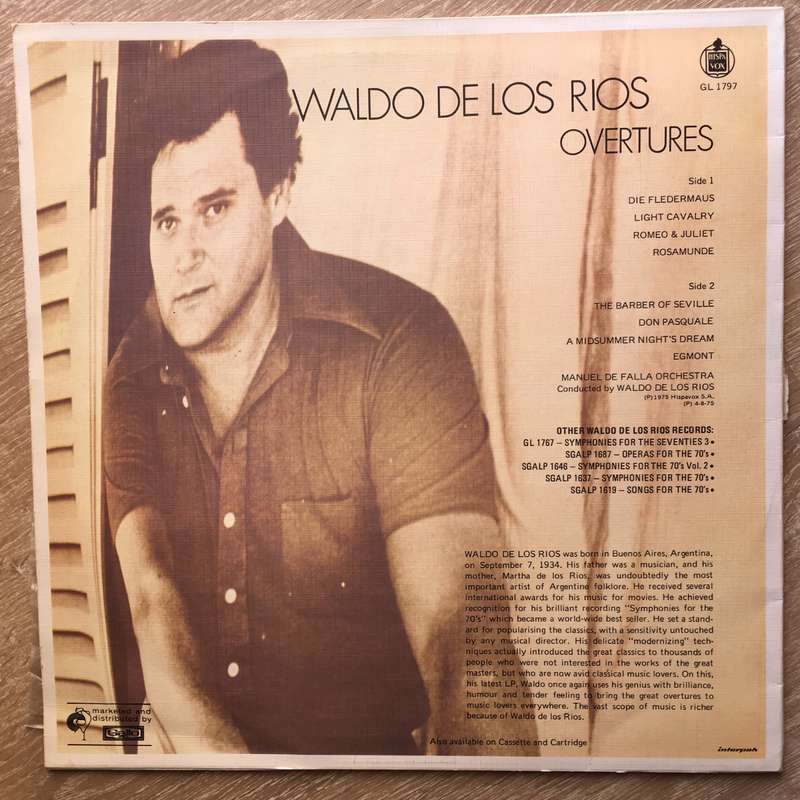 HISPA
VOX
GL 1797
WALDO DE LOS RIOS
OVERTURES
Side 1
DIE FLEDERMAUS
LIGHT CAVALRY
ROMEO & JULIET
ROSAMUNDE
Side 2
THE BARBER OF SEVILLE
DON PASQUALE
A MIDSUMMER NIGHT'S DREAM
EGMONT
MANUEL DE FALLA ORCHESTRA
Conducted by WALDO DE LOS RIOS
(P)1975 Hispavox S.A.
(P) 4-8-75
OTHER WALDO DE LOS RIOS RECORDS:
GL 1767 — SYMPHONIES FOR THE SEVENTIES 3•
SGALP 1687 — OPERAS FOR THE 70's•
SGALP 1646 — SYMPHONIES FOR THE 70's Vol. 2•
SGALP 1637 — SYMPHONIES FOR THE 70's•
SGALP 1619 — SONGS FOR THE 70's•
WALDO DE LOS RIOS was born in Buenos Aires, Argentina,
on September 7, 1934. His father was a musician, and his
mother, Martha de los Rios, was undoubtedly the most
important artist of Argentine folklore. He received several
international awards for his music for movies. He achieved
recognition for his brilliant recording "Symphonies for the
70's" which became a world-wide best seller. He set a stand-
ard for popularising the classics, with a sensitivity untouched
by any musical director. His delicate "modernizing" tech-
niques actually introduced the great classics to thousands of
people who were not interested in the works of the great
masters, but who are now avid classical music lovers. On this,
his latest LP, Waldo once again uses his genius with brilliance,
humour and tender feeling to bring the great overtures to
music lovers everywhere. The vast scope of music is richer
because of Waldo de los Rios.
marketed and
distributed by
Gallo
Also available on Cassette and Cartridge
interpak